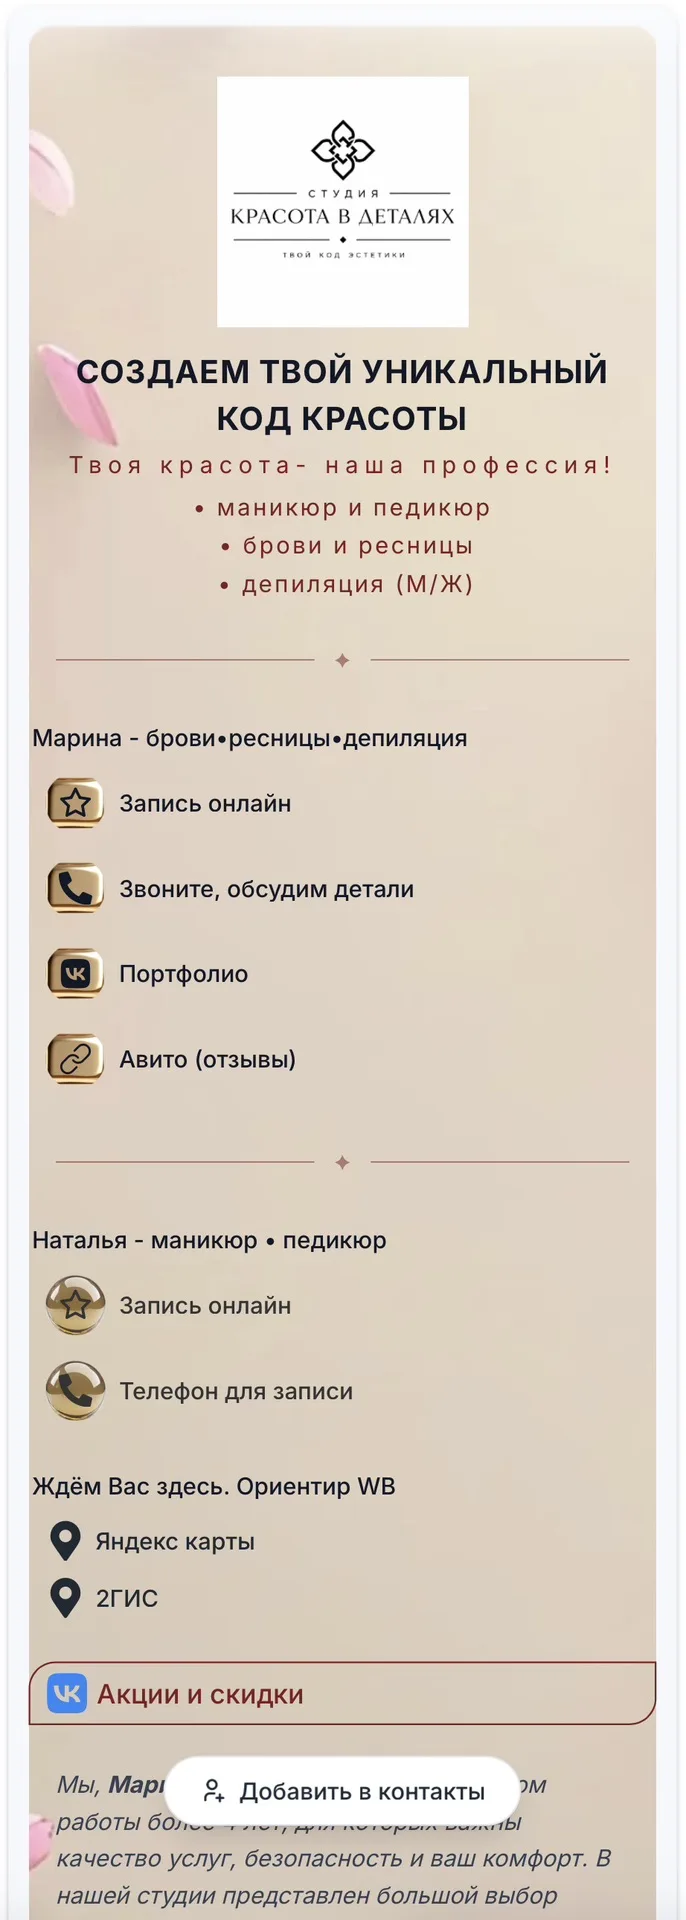 СТУДИЯ
КРАСОТА В ДЕТАЛЯХ
ТВОЙ КОД ЭСТЕТИКИ
СОЗДАЕМ ТВОЙ УНИКАЛЬНЫЙ
КОД КРАСОТЫ
Твоя красота- наша профессия!
• маникюр и педикюр
• брови и ресницы
• депиляция (М/Ж)
Марина - брови•ресницы•депиляция
Запись онлайн
Звоните, обсудим детали
Портфолио
Авито (отзывы)
Наталья - маникюр • педикюр
Запись онлайн
Телефон для записи
Ждём Вас здесь. Ориентир WB
Яндекс карты
2ГИС
Акции и скидки
Мы,
Добавить в контакты
работы
качество услуг, безопасность и ваш комфорт. В
нашей студии представлен большой выбор